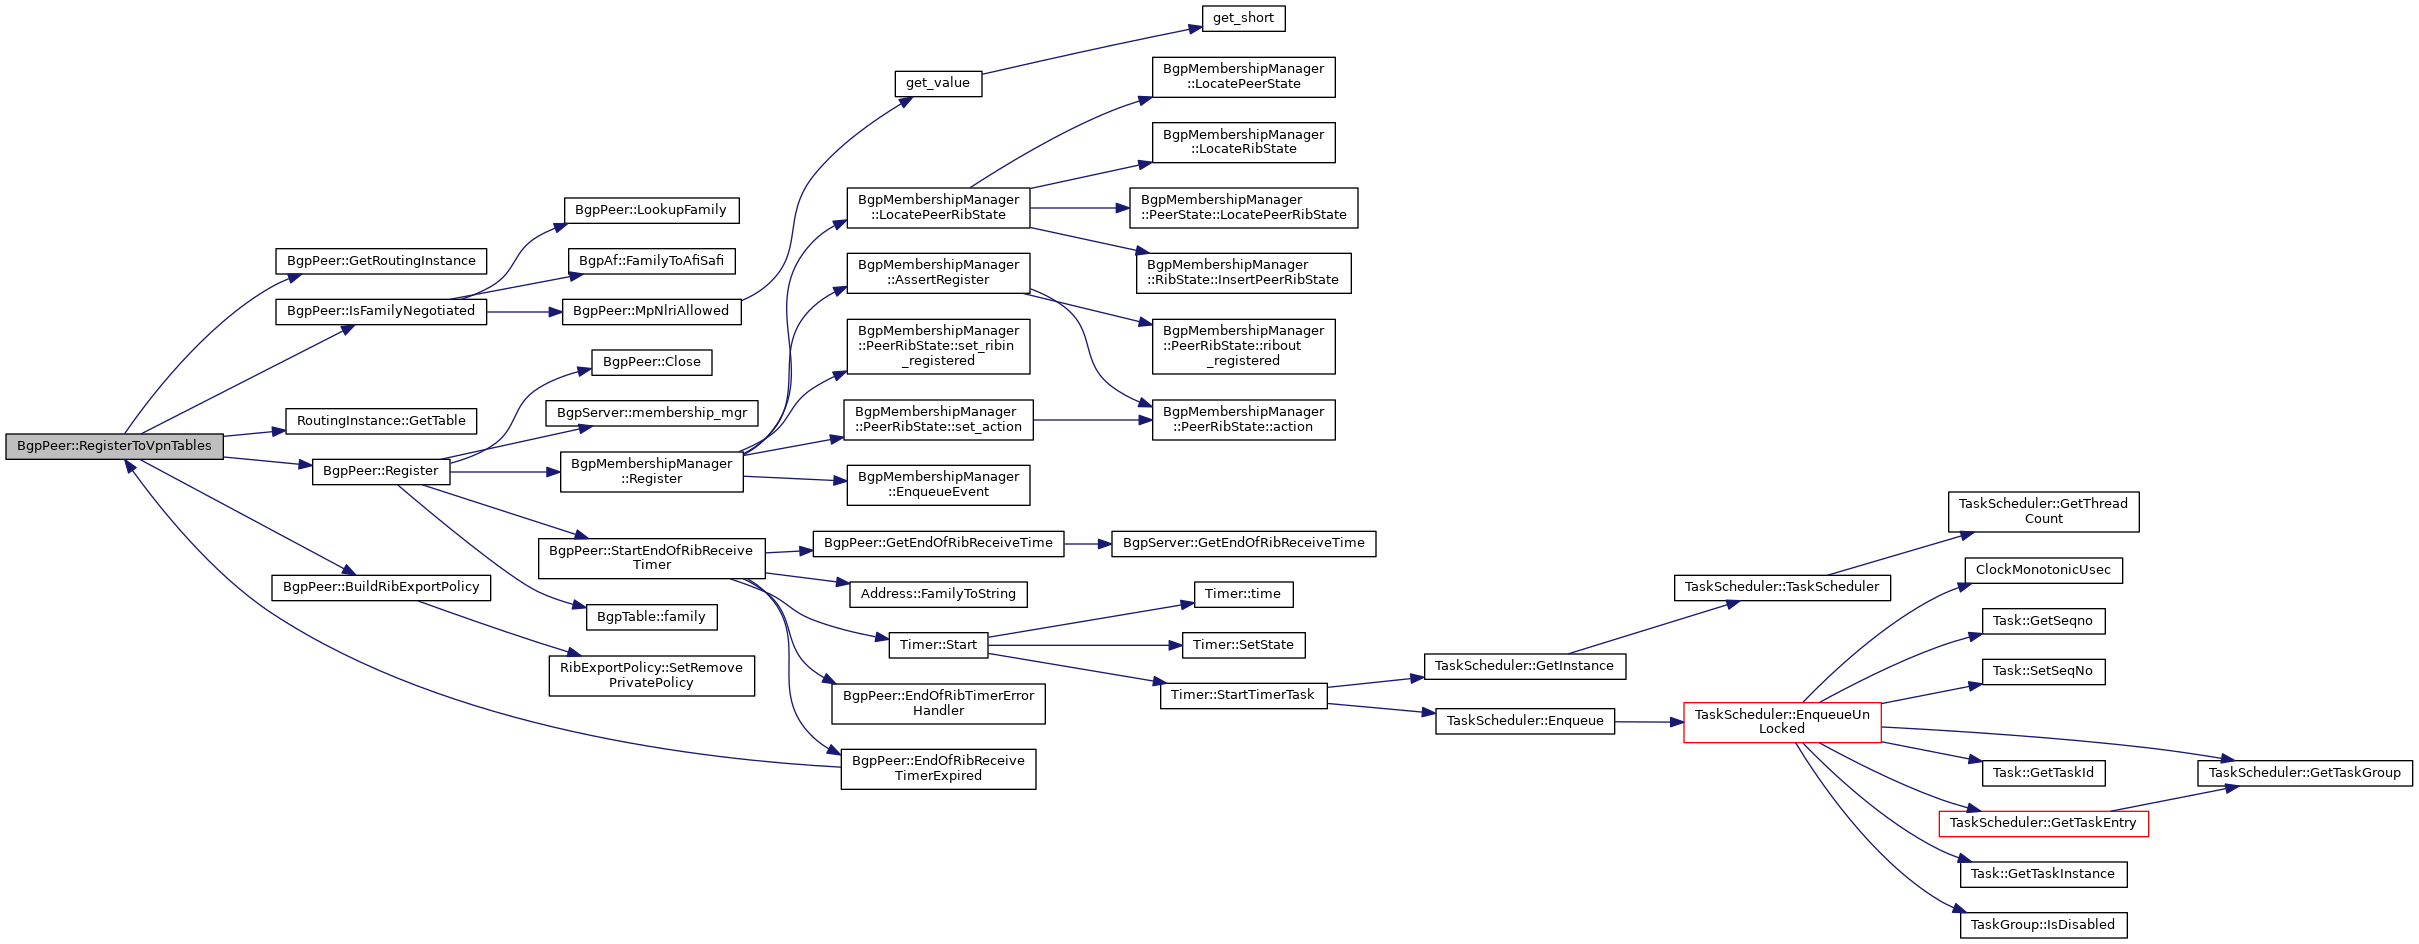 BgpPeer::RegisterToVpnTables
BgpPeer::GetRoutingInstance
BgpPeer::IsFamilyNegotiated
RoutingInstance::GetTable
BgpPeer::Register
BgpPeer::BuildRibExportPolicy
BgpPeer::LookupFamily
BgpAf::FamilyToAfiSafi
BgpPeer::MpNlriAllowed
BgpPeer::Close
BgpServer::membership_mgr
BgpMembershipManager
::Register
BgpPeer::StartEndOfRibReceive
Timer
BgpTable::family
RibExportPolicy::SetRemove
PrivatePolicy
get_value
BgpMembershipManager
::LocatePeerRibState
BgpMembershipManager
::AssertRegister
BgpMembershipManager
::PeerRibState::set_ribin
_registered
BgpMembershipManager
::PeerRibState::set_action
BgpMembershipManager
::EnqueueEvent
BgpPeer::GetEndOfRibReceiveTime
Address::FamilyToString
Timer::Start
BgpPeer::EndOfRibTimerError
Handler
BgpPeer::EndOfRibReceive
TimerExpired
get_short
BgpMembershipManager
::LocatePeerState
BgpMembershipManager
::LocateRibState
BgpMembershipManager
::PeerState::LocatePeerRibState
BgpMembershipManager
::RibState::InsertPeerRibState
BgpMembershipManager
::PeerRibState::ribout
_registered
BgpMembershipManager
::PeerRibState::action
BgpServer::GetEndOfRibReceiveTime
Timer::time
Timer::SetState
Timer::StartTimerTask
TaskScheduler::GetInstance
TaskScheduler::Enqueue
TaskScheduler::TaskScheduler
TaskScheduler::EnqueueUn
Locked
TaskScheduler::GetThread
Count
ClockMonotonicUsec
Task::GetSeqno
Task::SetSeqNo
Task::GetTaskId
TaskScheduler::GetTaskEntry
Task::GetTaskInstance
TaskGroup::IsDisabled
TaskScheduler::GetTaskGroup